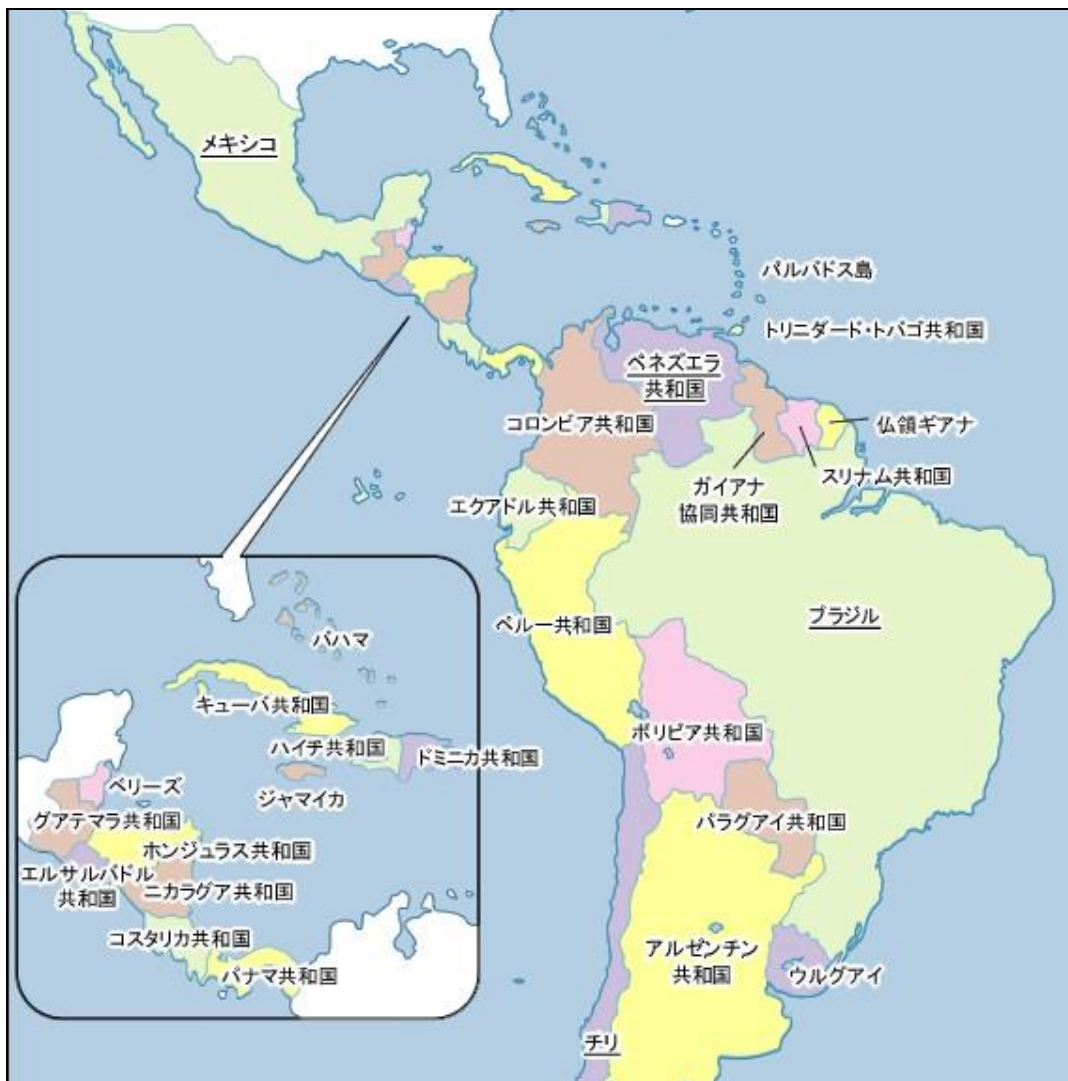 メキシコ
バルバドス島
トリニダード・トバゴ共和国
ベネズエラ
共和国
コロンビア共和国
仏領ギアナ
スリナム共和国
ガイアナ
協同共和国
エクアドル共和国
ペルー共和国
ブラジル
ボリビア共和国
パラグアイ共和国
アルゼンチン
共和国
ウルグアイ
チリ
バハマ
キューバ共和国
ハイチ共和国
ドミニカ共和国
ジャマイカ
ベリーズ
グアテマラ共和国
ホンジュラス共和国
エルサルバドル
共和国
ニカラグア共和国
コスタリカ共和国
パナマ共和国